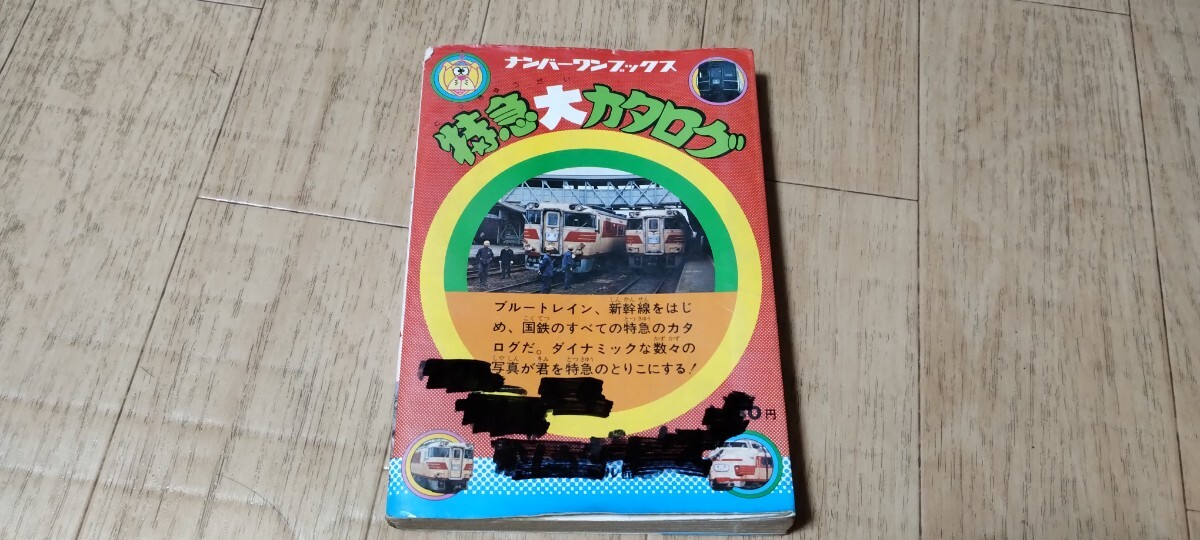 ナンバーワンブックス
特急大カタログ
ブルートレイン、新幹線をはじ
め、国鉄のすべての特急のカタ
ログだ。ダイナミックな数々の
写真が君を特急のとりこにする!
0円